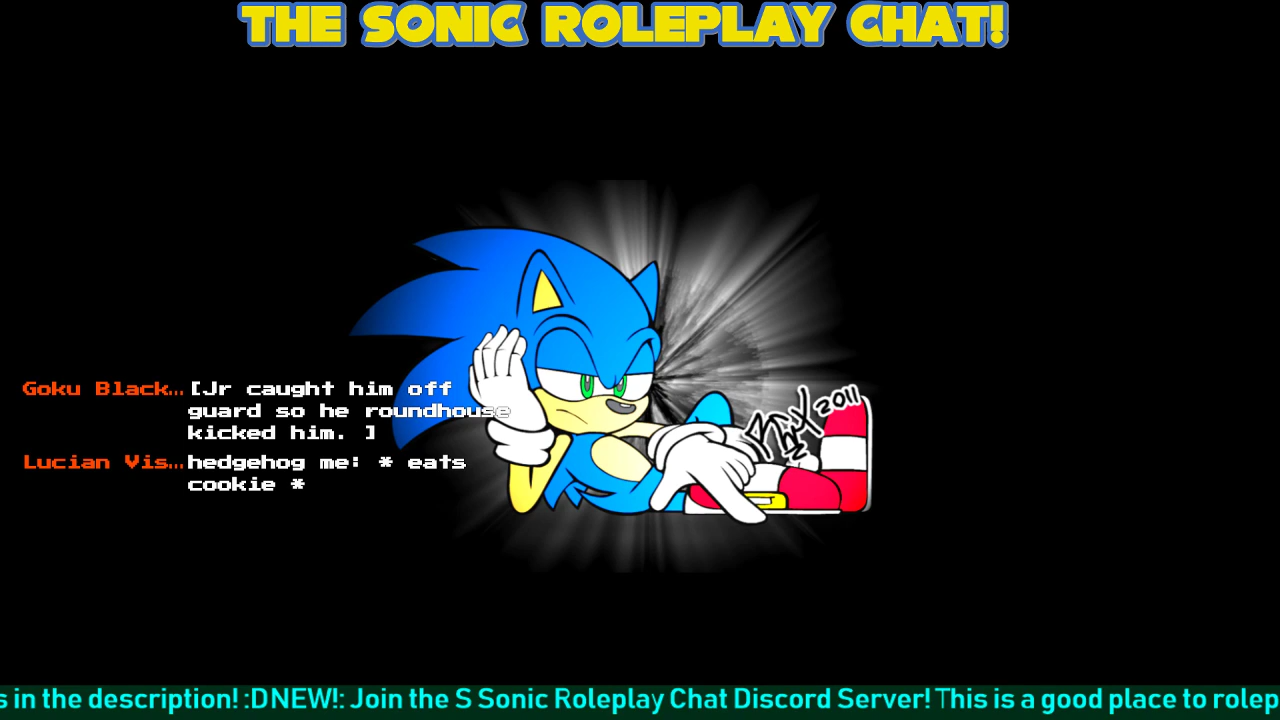 THE SONIC ROLEPLAY CHAT!
Goku Black… [Jr caught him off
guard so he roundhouse
kicked him. ]
Lucian Vis… hedgehog me: * eats
cookie *
2011
s in the description! :DNEW!: Join the S Sonic Roleplay Chat Discord Server! This is a good place to rolep